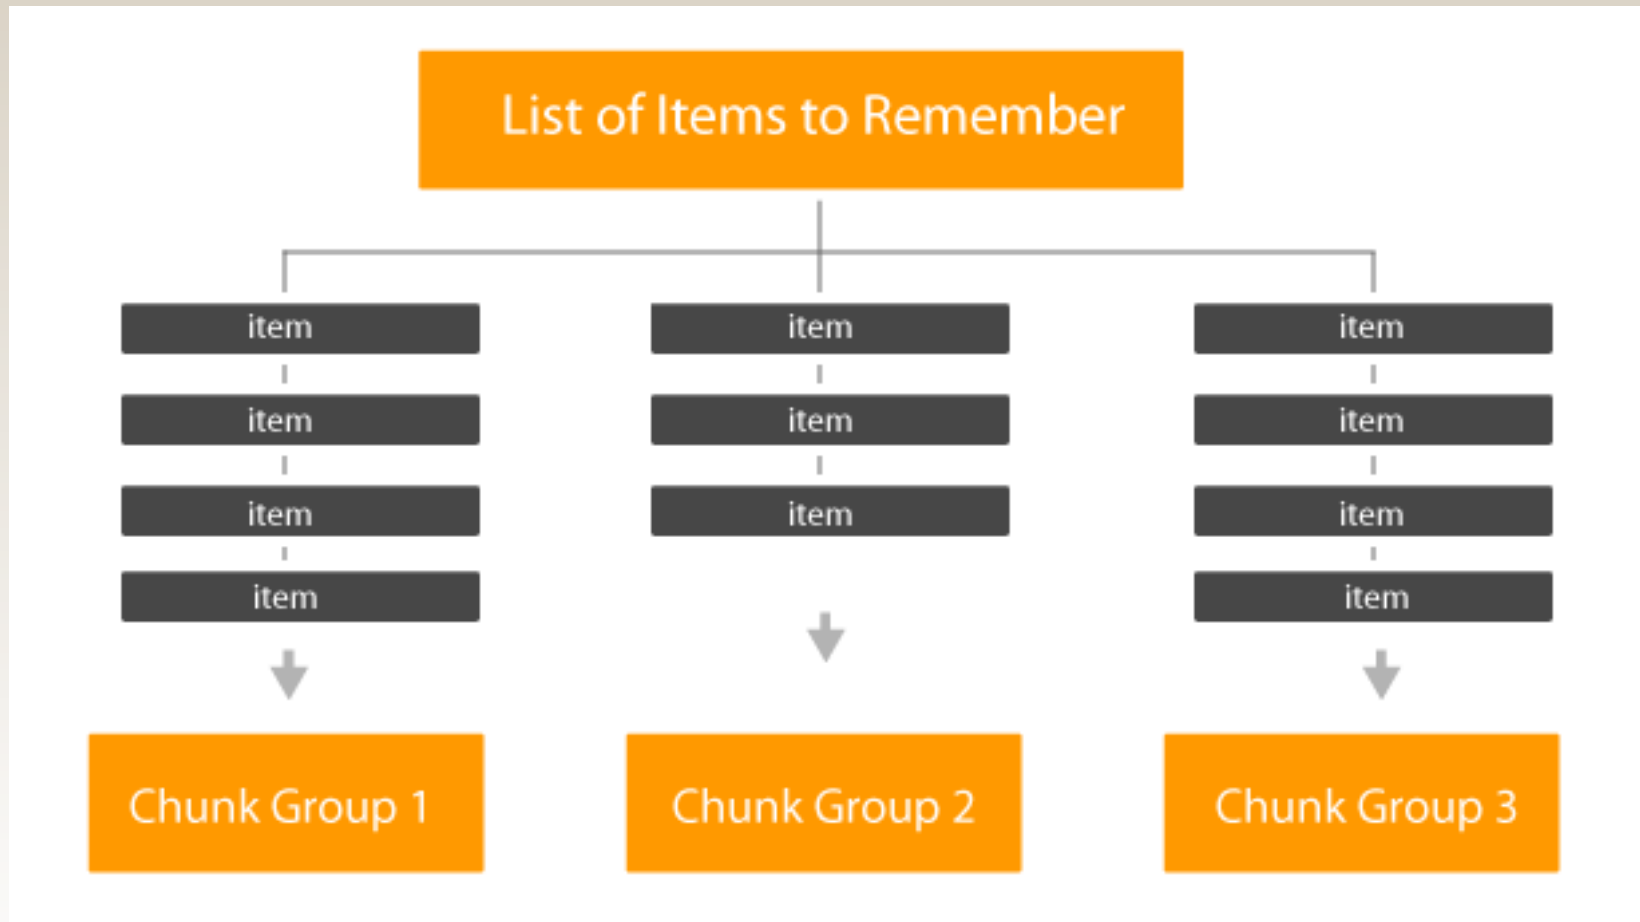 List of Items to Remember
item
item
item
item
item
item
item
item
item
item
item
Chunk Group 1
Chunk Group 2
Chunk Group 3